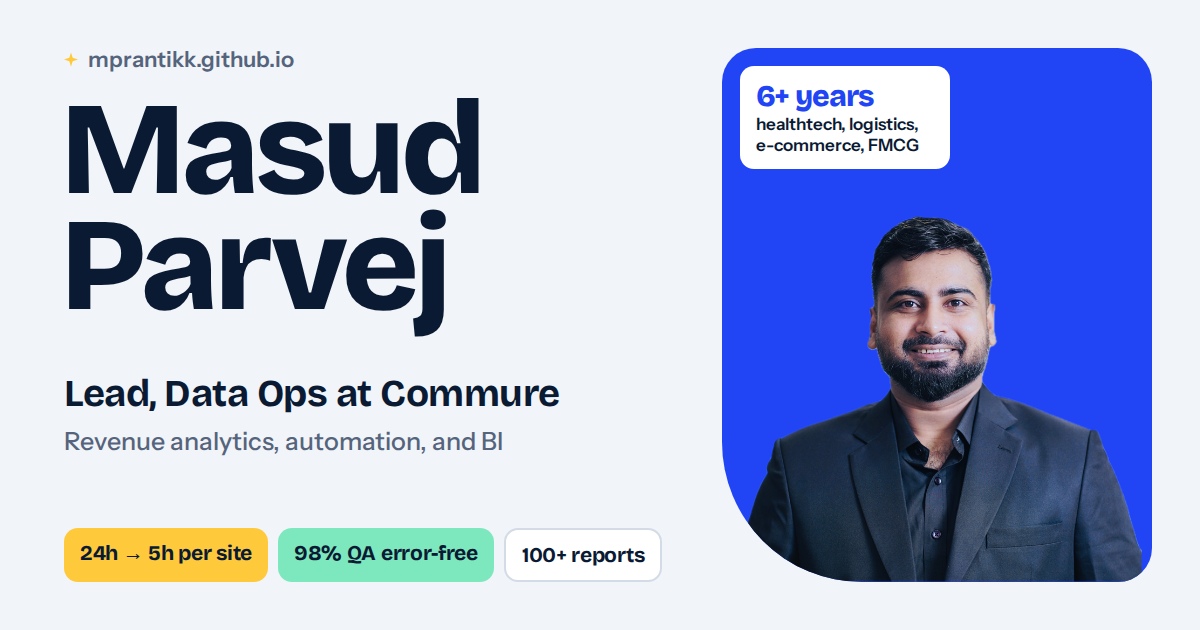 mprantikk.github.io
Masud
Parvej
Lead, Data Ops at Commure
Revenue analytics, automation, and BI
24h → 5h per site
98% QA error-free
100+ reports
6+ years
healthtech, logistics,
e-commerce, FMCG